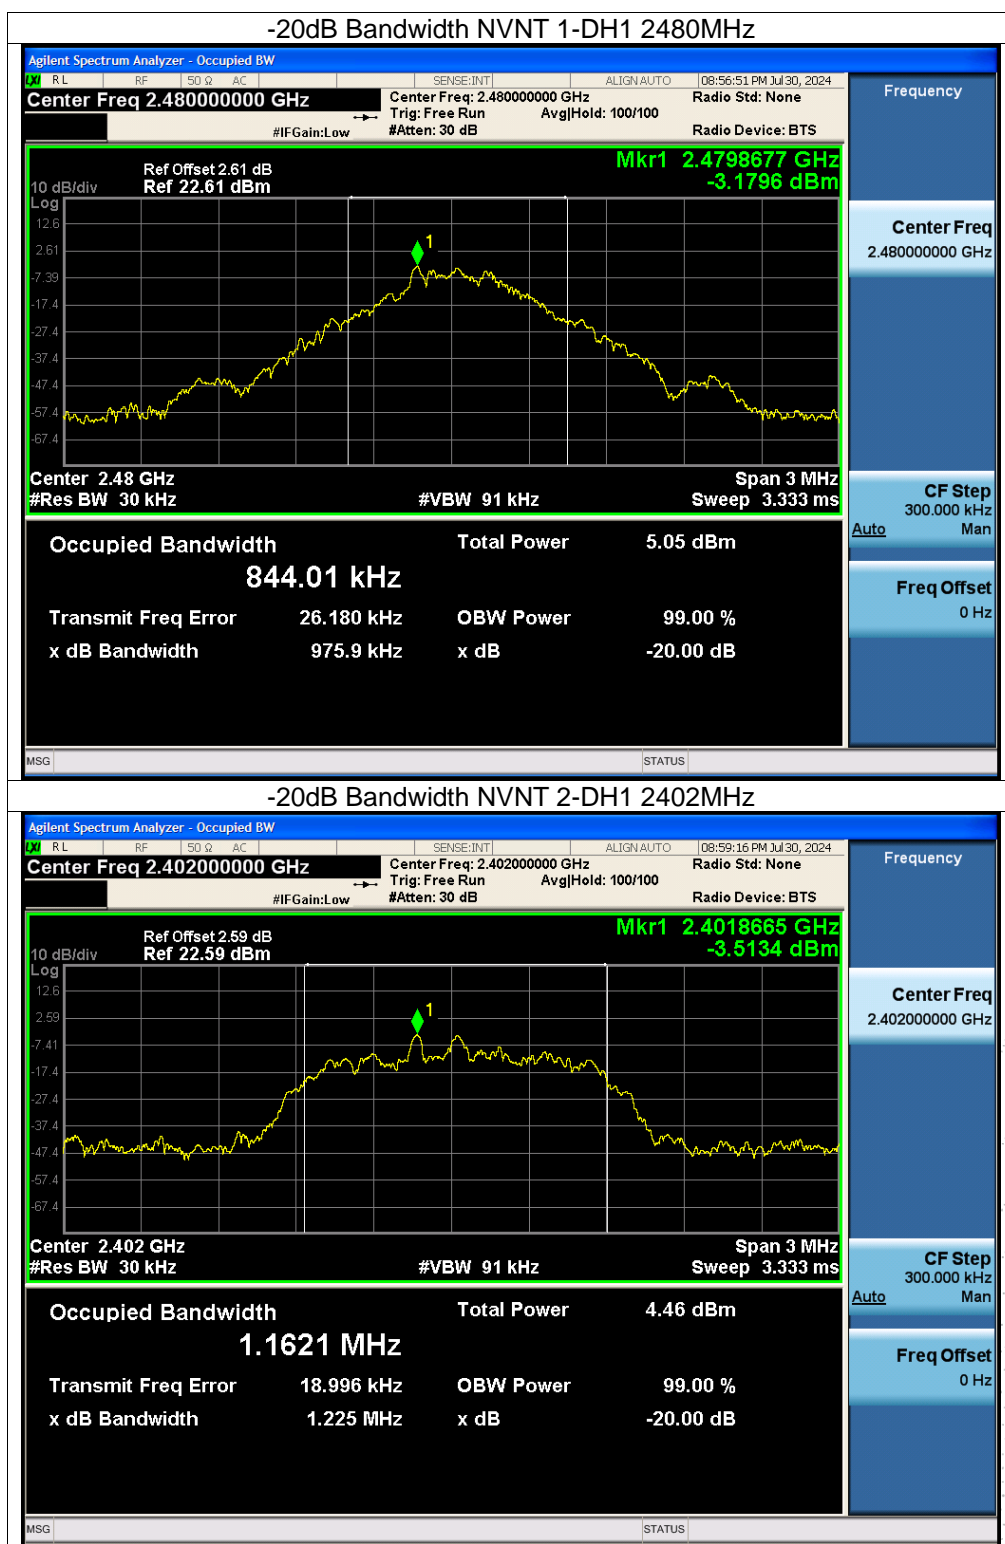 -20dB Bandwidth NVNT 1-DH1 2480MHz
Agilent Spectrum Analyzer - Occupied BW
LXI RL RF 50 Ω AC SENSE:INT ALIGN AUTO 08:56:51 PM Jul 30, 2024
Center Freq 2.480000000 GHz
Center Freq: 2.480000000 GHz Radio Std: None
Trig: Free Run Avg|Hold: 100/100
#IFGain:Low #Atten: 30 dB Radio Device: BTS
Frequency
Mkr1 2.4798677 GHz
-3.1796 dBm
Ref Offset 2.61 dB
10 dB/div Ref 22.61 dBm
Log
12.6
2.61
-7.39
-17.4
-27.4
-37.4
-47.4
-57.4
-67.4
1
Center Freq
2.480000000 GHz
Center 2.48 GHz Span 3 MHz
#Res BW 30 kHz #VBW 91 kHz Sweep 3.333 ms
CF Step
300.000 kHz
Auto Man
Occupied Bandwidth Total Power 5.05 dBm
844.01 kHz
Freq Offset
0 Hz
Transmit Freq Error 26.180 kHz OBW Power 99.00 %
x dB Bandwidth 975.9 kHz x dB -20.00 dB
MSG STATUS
-20dB Bandwidth NVNT 2-DH1 2402MHz
Agilent Spectrum Analyzer - Occupied BW
LXI RL RF 50 Ω AC SENSE:INT ALIGN AUTO 08:59:16 PM Jul 30, 2024
Center Freq 2.402000000 GHz
Center Freq: 2.402000000 GHz Radio Std: None
Trig: Free Run Avg|Hold: 100/100
#IFGain:Low #Atten: 30 dB Radio Device: BTS
Frequency
Mkr1 2.4018665 GHz
-3.5134 dBm
Ref Offset 2.59 dB
10 dB/div Ref 22.59 dBm
Log
12.6
2.59
-7.41
-17.4
-27.4
-37.4
-47.4
-57.4
-67.4
1
Center Freq
2.402000000 GHz
Center 2.402 GHz Span 3 MHz
#Res BW 30 kHz #VBW 91 kHz Sweep 3.333 ms
CF Step
300.000 kHz
Auto Man
Occupied Bandwidth Total Power 4.46 dBm
1.1621 MHz
Freq Offset
0 Hz
Transmit Freq Error 18.996 kHz OBW Power 99.00 %
x dB Bandwidth 1.225 MHz x dB -20.00 dB
MSG STATUS